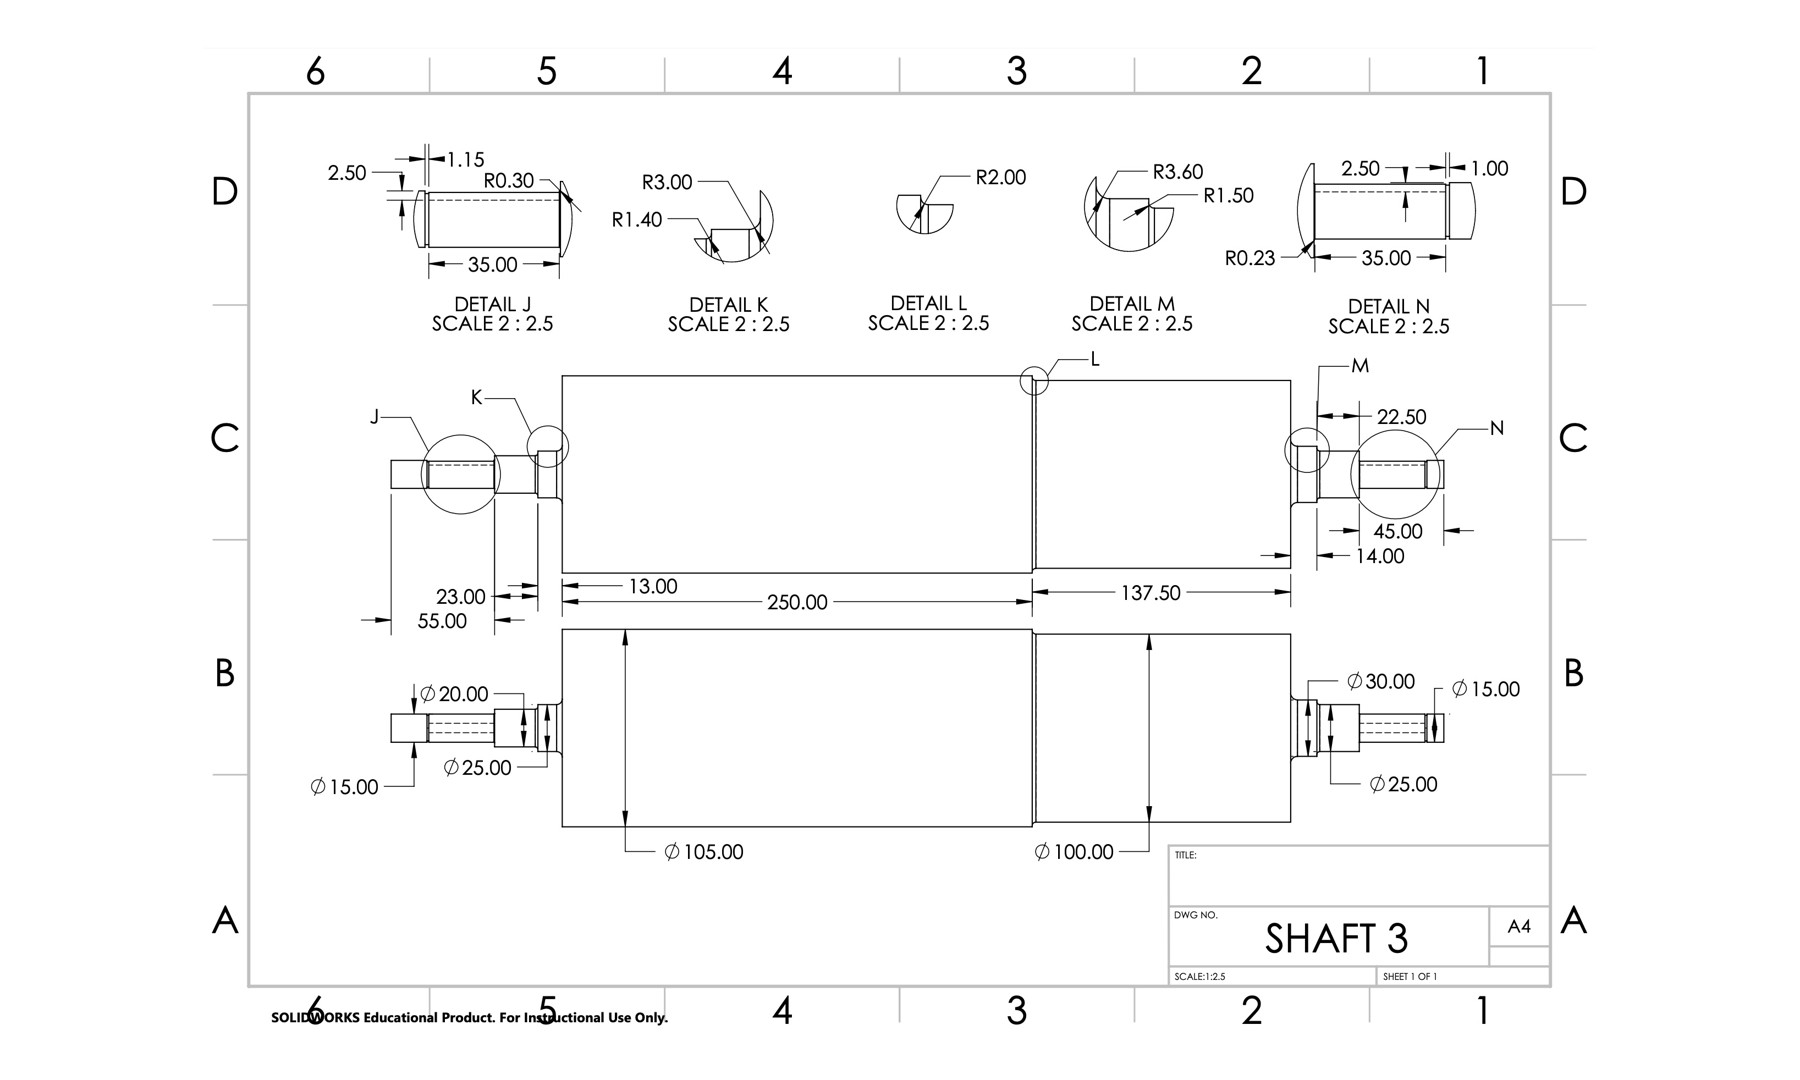 6 5 4 3 2 1
D D
1.15
2.50
R0.30
35.00
DETAIL J
SCALE 2 : 2.5
R3.00
R1.40
DETAIL K
SCALE 2 : 2.5
R2.00
DETAIL L
SCALE 2 : 2.5
R3.60
R1.50
DETAIL M
SCALE 2 : 2.5
2.50 1.00
R0.23
35.00
DETAIL N
SCALE 2 : 2.5
C C
J
K
L
M
22.50
N
45.00
14.00
13.00
23.00
250.00
137.50
55.00
B B
∅20.00
∅25.00
∅15.00
∅30.00
∅15.00
∅25.00
∅105.00
∅100.00
A A
TITLE:
DWG NO.
SHAFT 3
A4
SCALE:1:2.5
SHEET 1 OF 1
6 5 4 3 2 1
SOLIDWORKS Educational Product. For Instructional Use Only.